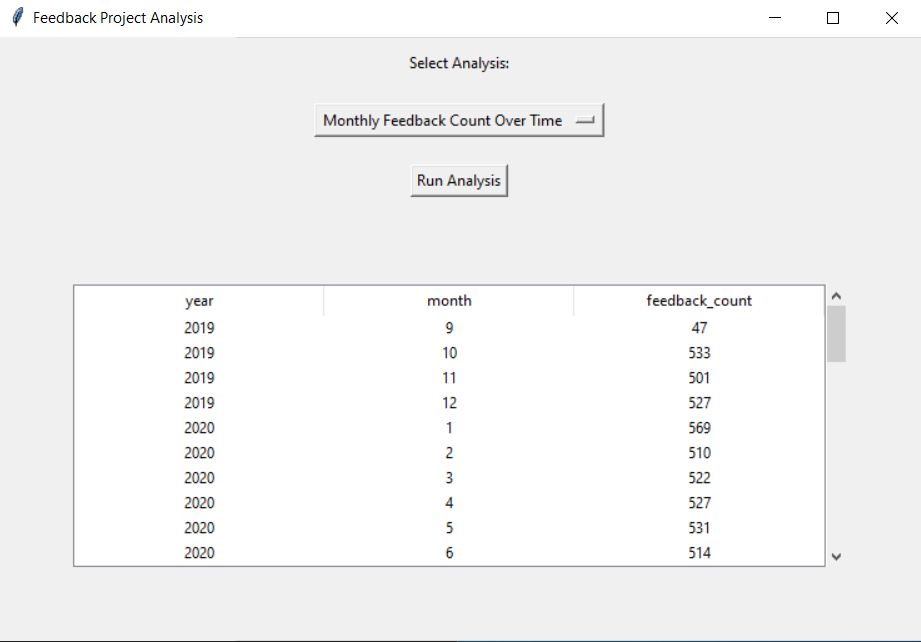 Feedback Project Analysis
Select Analysis:
Monthly Feedback Count Over Time
Run Analysis
year month feedback_count
2019 9 47
2019 10 533
2019 11 501
2019 12 527
2020 1 569
2020 2 510
2020 3 522
2020 4 527
2020 5 531
2020 6 514